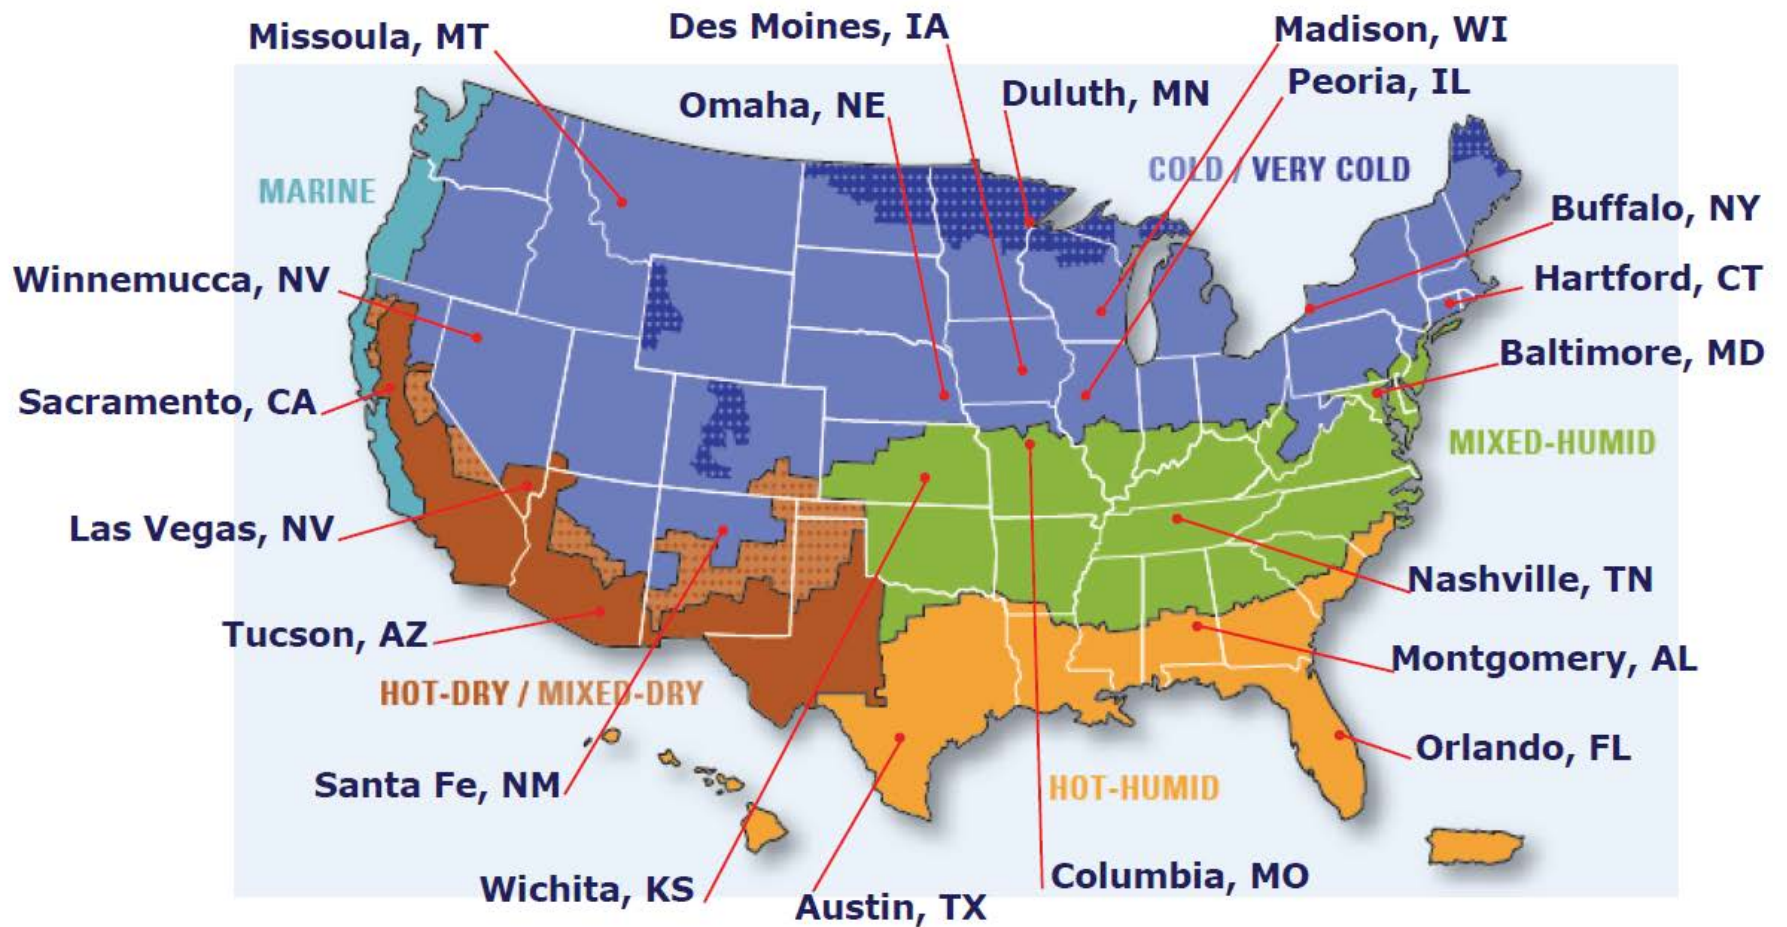 Missoula, MT
Des Moines, IA
Madison, WI
Omaha, NE
Duluth, MN
Peoria, IL
MARINE
COLD / VERY COLD
Buffalo, NY
Winnemucca, NV
Hartford, CT
Baltimore, MD
Sacramento, CA
MIXED-HUMID
Las Vegas, NV
Nashville, TN
Tucson, AZ
Montgomery, AL
HOT-DRY / MIXED-DRY
Orlando, FL
Santa Fe, NM
HOT-HUMID
Wichita, KS
Columbia, MO
Austin, TX